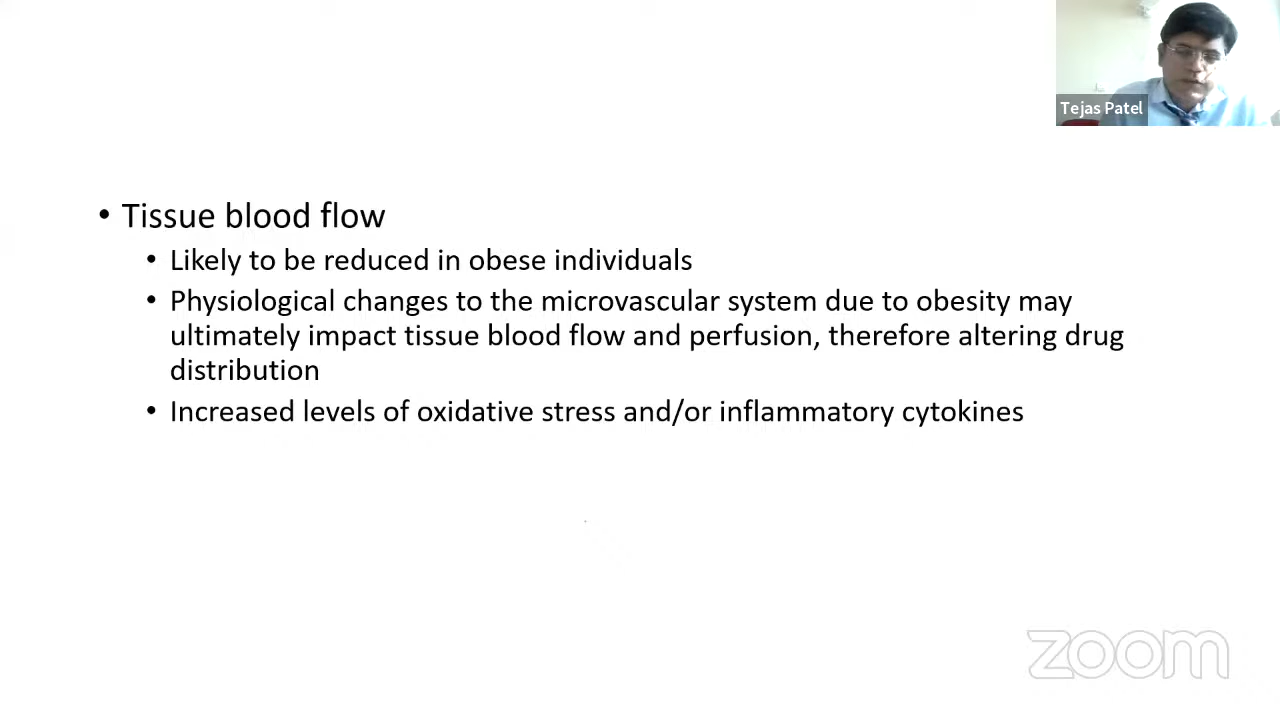 Tejas Patel
• Tissue blood flow
• Likely to be reduced in obese individuals
• Physiological changes to the microvascular system due to obesity may
ultimately impact tissue blood flow and perfusion, therefore altering drug
distribution
• Increased levels of oxidative stress and/or inflammatory cytokines
zoom